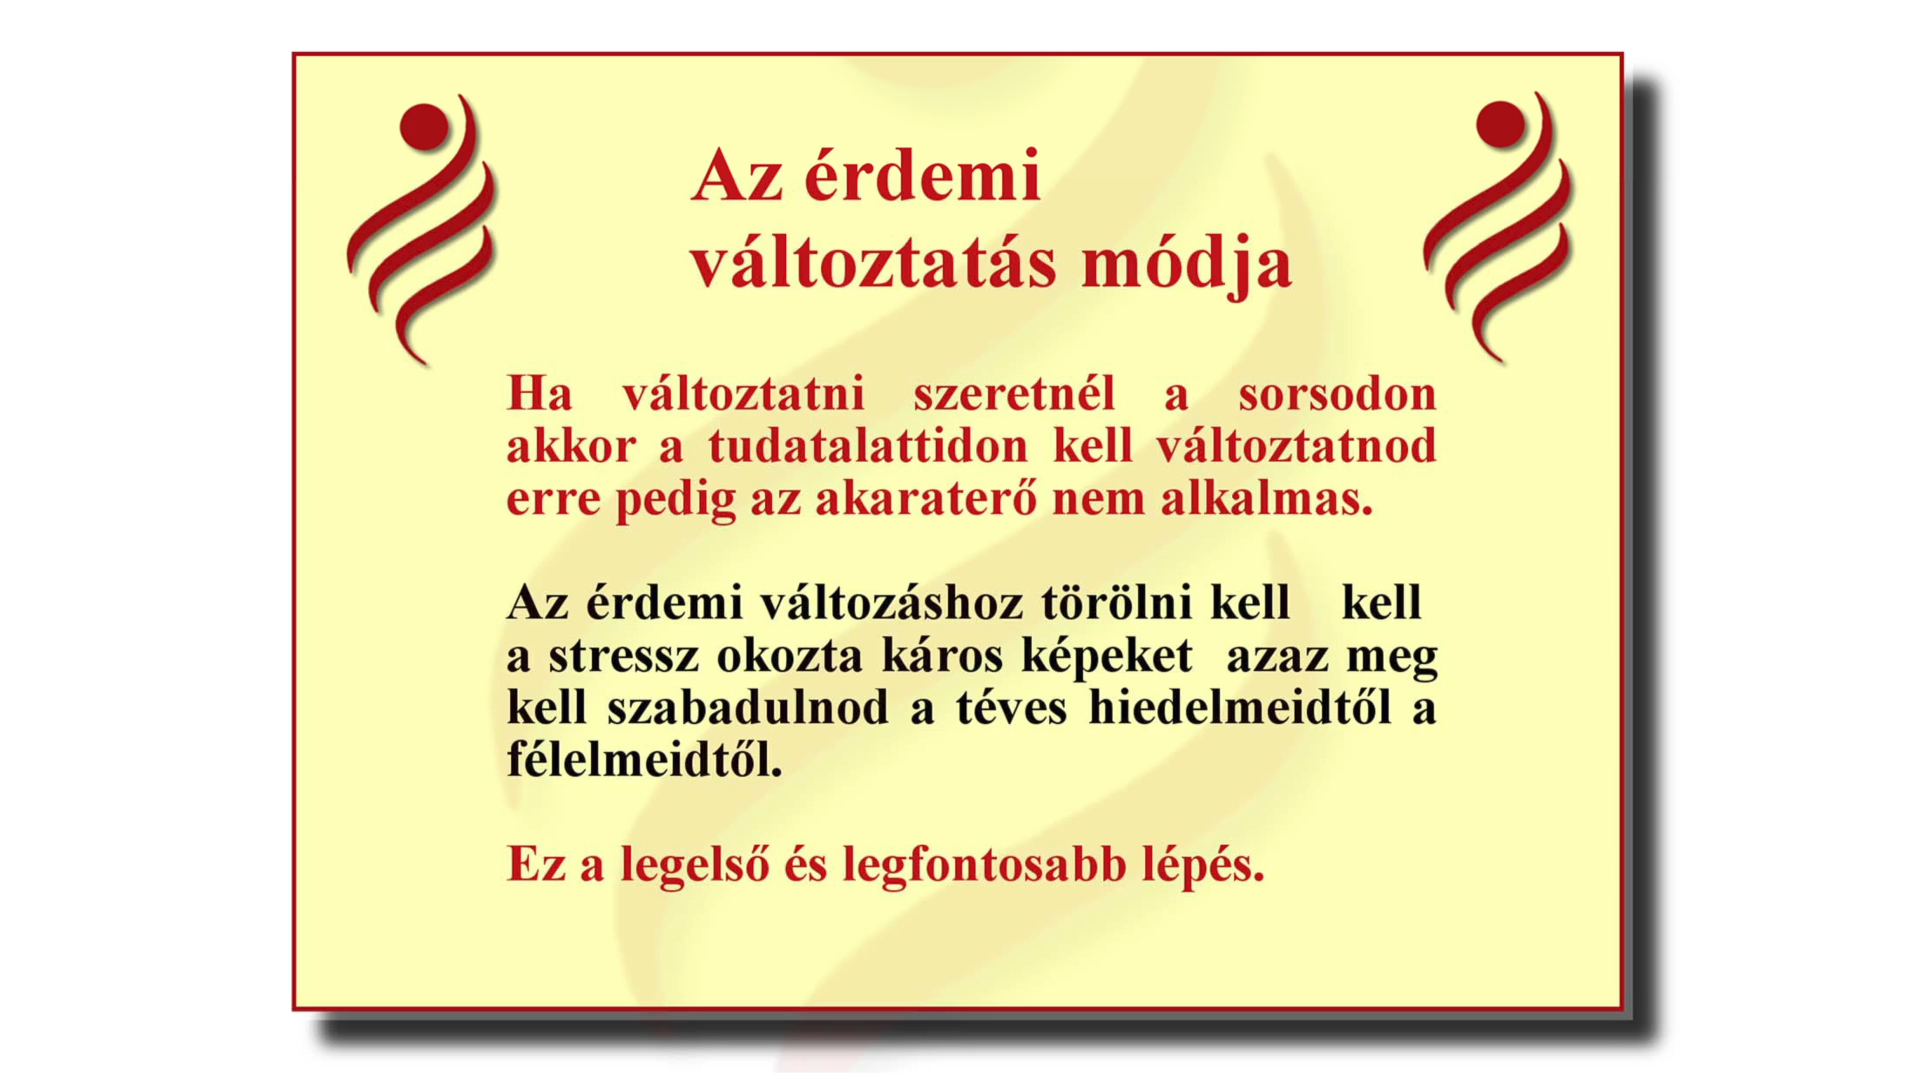 Az érdemi
változtatás módja
Ha változtatni szeretnél a sorsodon
akkor a tudatalattidon kell változtatnod
erre pedig az akaraterő nem alkalmas.
Az érdemi változáshoz törölni kell kell
a stressz okozta káros képeket azaz meg
kell szabadulnod a téves hiedelmeidtől a
félelmeidtől.
Ez a legelső és legfontosabb lépés.